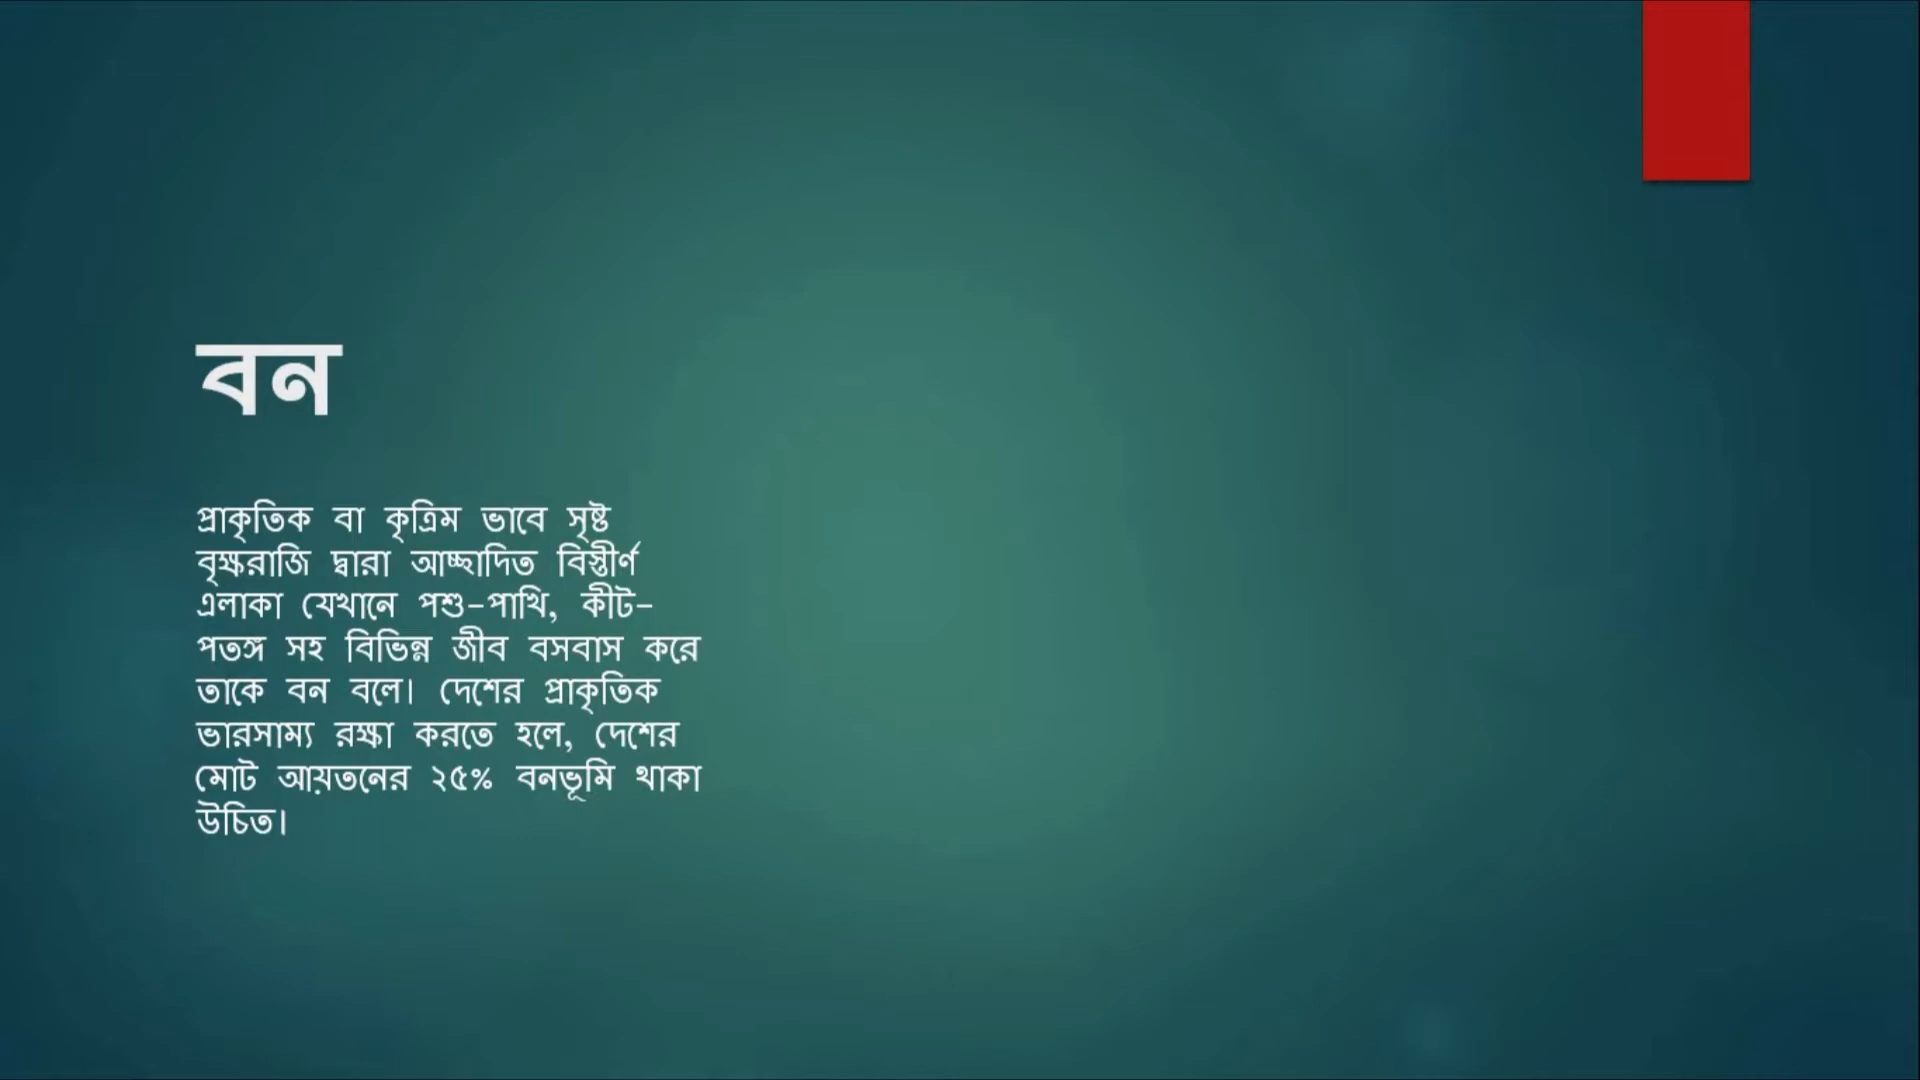 বন
প্রাকৃতিক বা কৃত্রিম ভাবে সৃষ্ট
বৃক্ষরাজি দ্বারা আচ্ছাদিত বিস্তীর্ণ
এলাকা যেখানে পশু-পাখি, কীট-
পতঙ্গ সহ বিভিন্ন জীব বসবাস করে
তাকে বন বলে। দেশের প্রাকৃতিক
ভারসাম্য রক্ষা করতে হলে, দেশের
মোট আয়তনের ২৫% বনভূমি থাকা
উচিত।